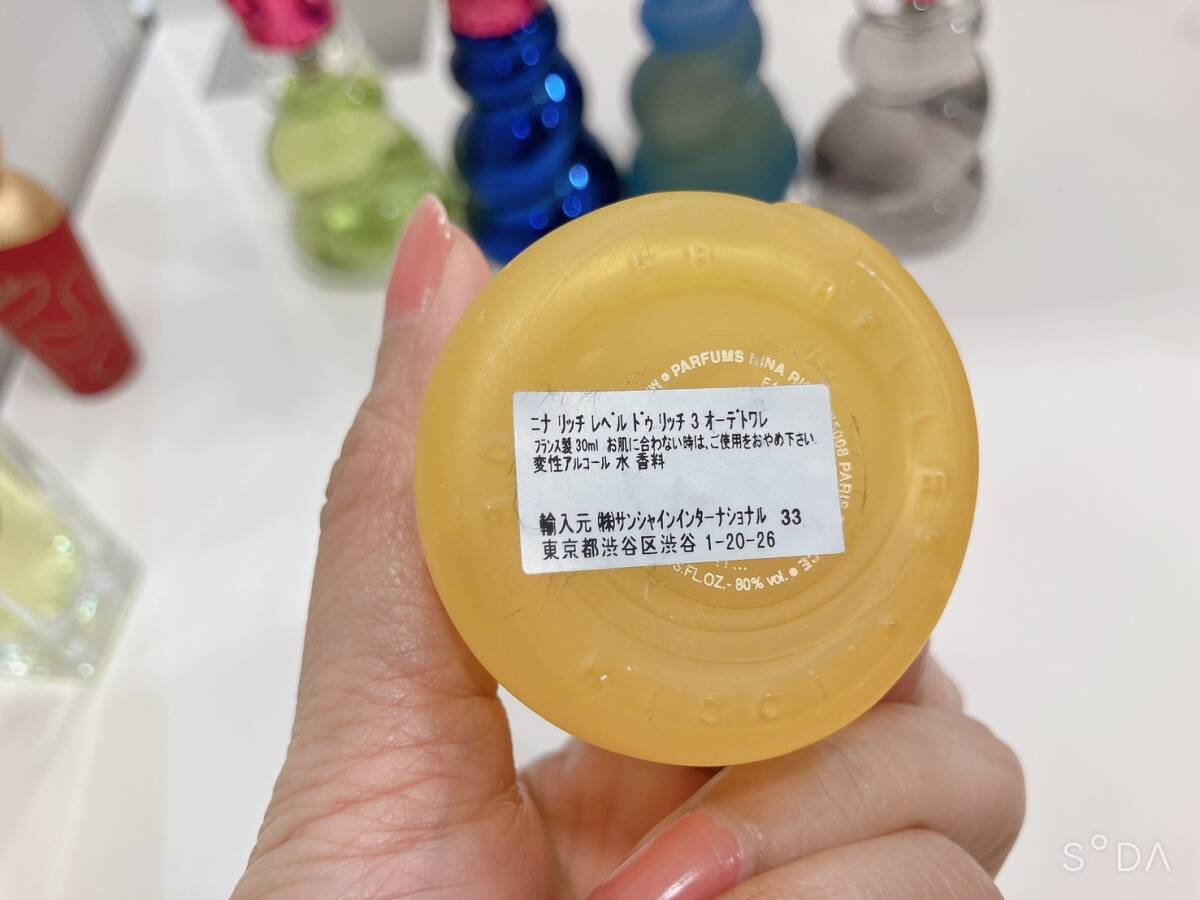 ニナ リッチ レベル ドゥ リッチ 3 オーデトワレ
フランス製 30ml お肌に合わない時は、ご使用をおやめ下さい.
変性アルコール 水 香料
輸入元 ㈱サンシャインインターナショナル 33
東京都渋谷区渋谷 1-20-26
● PARFUMS NINA
75008 PARIS
FL.OZ.- 80% vol. ●
RICCI
SODA